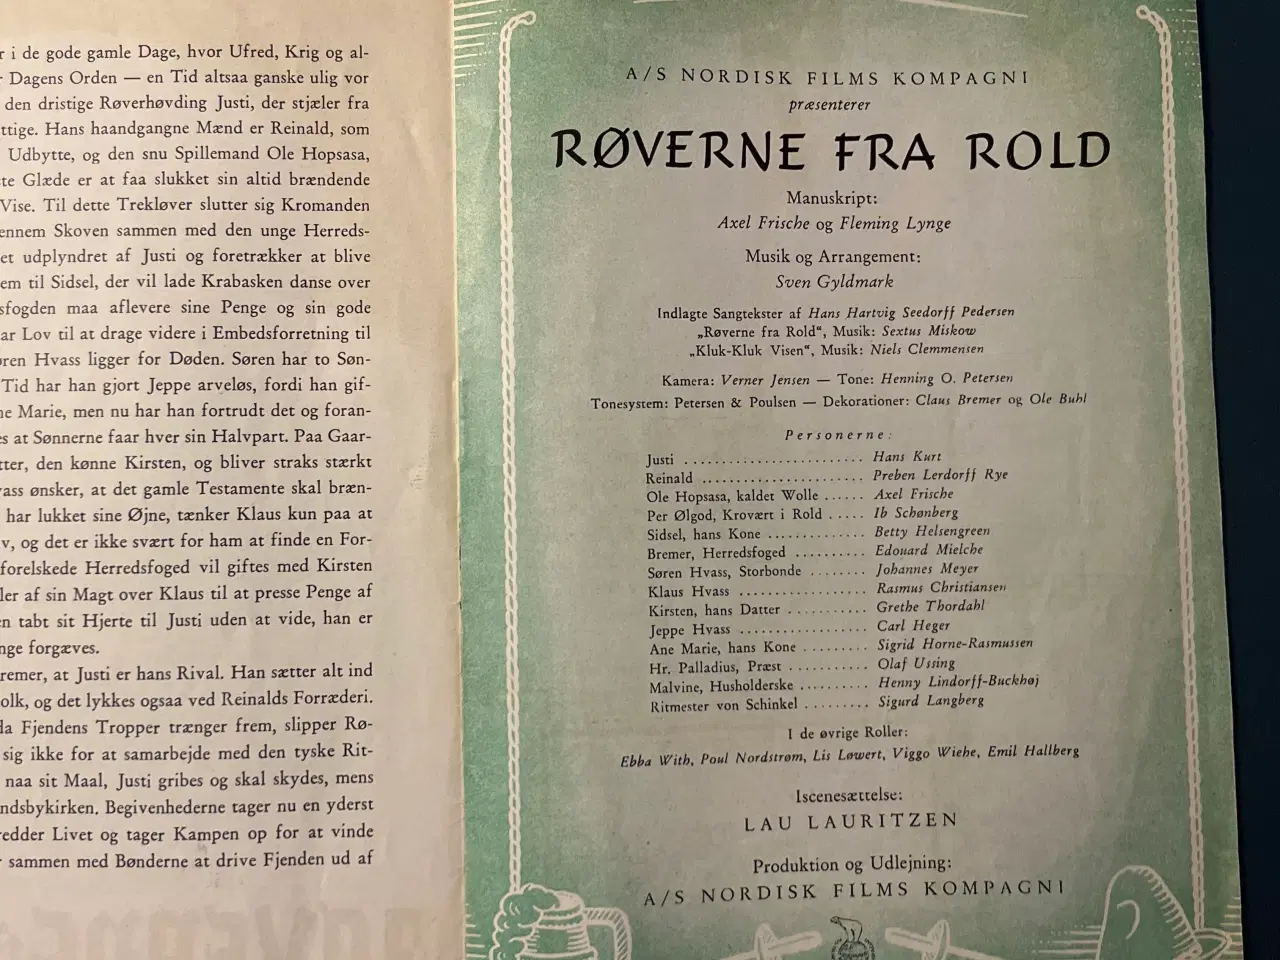 r i de gode gamle Dage, hvor Ufred, Krig og al-
Dagens Orden — en Tid altsaa ganske ulig vor
den dristige Røverhøvding Justi, der stjæler fra
ttige. Hans haandgangne Mænd er Reinald, som
Udbytte, og den snu Spillemand Ole Hopsasa,
te Glæde er at faa slukket sin altid brændende
Vise. Til dette Trekløver slutter sig Kromanden
ennem Skoven sammen med den unge Herreds-
et udplyndret af Justi og foretrækker at blive
em til Sidsel, der vil lade Krabasken danse over
sfogden maa aflevere sine Penge og sin gode
ar Lov til at drage videre i Embedsforretning til
øren Hvass ligger for Døden. Søren har to Søn-
Tid har han gjort Jeppe arveløs, fordi han gif-
ne Marie, men nu har han fortrudt det og foran-
es at Sønnerne faar hver sin Halvpart. Paa Gaar-
tter, den kønne Kirsten, og bliver straks stærkt
vass ønsker, at det gamle Testamente skal bræn-
har lukket sine Øjne, tænker Klaus kun paa at
v, og det er ikke svært for ham at finde en For-
forelskede Herredsfoged vil giftes med Kirsten
ler af sin Magt over Klaus til at presse Penge af
en tabt sit Hjerte til Justi uden at vide, han er
nge forgæves.
remer, at Justi er hans Rival. Han sætter alt ind
olk, og det lykkes ogsaa ved Reinalds Forræderi.
da Fjendens Tropper trænger frem, slipper Rø-
sig ikke for at samarbejde med den tyske Rit-
naa sit Maal, Justi gribes og skal skydes, mens
ndsbykirken. Begivenhederne tager nu en yderst
redder Livet og tager Kampen op for at vinde
sammen med Bønderne at drive Fjenden ud af
A/S NORDISK FILMS KOMPAGNI
præsenterer
RØVERNE FRA ROLD
Manuskript:
Axel Frische og Fleming Lynge
Musik og Arrangement:
Sven Gyldmark
Indlagte Sangtekster af Hans Hartvig Seedorff Pedersen
„Røverne fra Rold“, Musik: Sextus Miskow
„Kluk-Kluk Visen“, Musik: Niels Clemmensen
Kamera: Verner Jensen — Tone: Henning O. Petersen
Tonesystem: Petersen & Poulsen — Dekorationer: Claus Bremer og Ole Buhl
Personerne:
Justi ........................ Hans Kurt
Reinald ...................... Preben Lerdorff Rye
Ole Hopsasa, kaldet Wolle ...... Axel Frische
Per Ølgod, Krovært i Rold ..... Ib Schønberg
Sidsel, hans Kone ............. Betty Helsengreen
Bremer, Herredsfoged .......... Edouard Mielche
Søren Hvass, Storbonde ........ Johannes Meyer
Klaus Hvass .................. Rasmus Christiansen
Kirsten, hans Datter ........... Grethe Thordahl
Jeppe Hvass .................. Carl Heger
Ane Marie, hans Kone ......... Sigrid Horne-Rasmussen
Hr. Palladius, Præst ........... Olaf Ussing
Malvine, Husholderske .......... Henny Lindorff-Buckhøj
Ritmester von Schinkel ......... Sigurd Langberg
I de øvrige Roller:
Ebba With, Poul Nordstrøm, Lis Løwert, Viggo Wiehe, Emil Hallberg
Iscenesættelse:
LAU LAURITZEN
Produktion og Udlejning:
A/S NORDISK FILMS KOMPAGNI